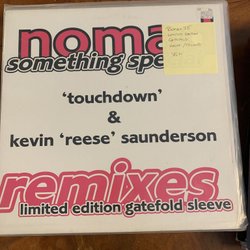 noma
something spe
'touchdown'
&
kevin 'reese' saunderson
remixes
limited edition gatefold sleeve